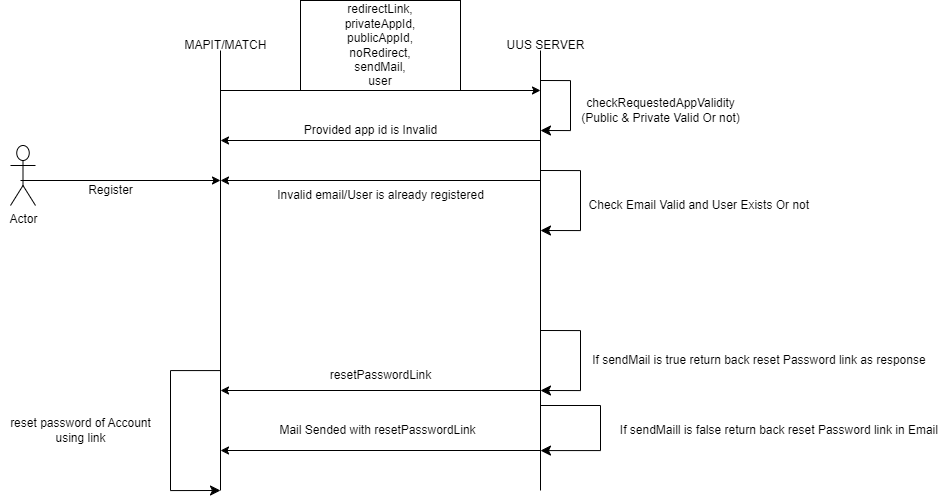 redirectLink,
privateAppId,
publicAppId,
noRedirect,
sendMail,
user
MAPIT/MATCH
UUS SERVER
checkRequestedAppValidity
(Public & Private Valid Or not)
Provided app id is Invalid
Register
Actor
Invalid email/User is already registered
Check Email Valid and User Exists Or not
If sendMail is true return back reset Password link as response
resetPasswordLink
reset password of Account
using link
Mail Sended with resetPasswordLink
If sendMaill is false return back reset Password link in Email